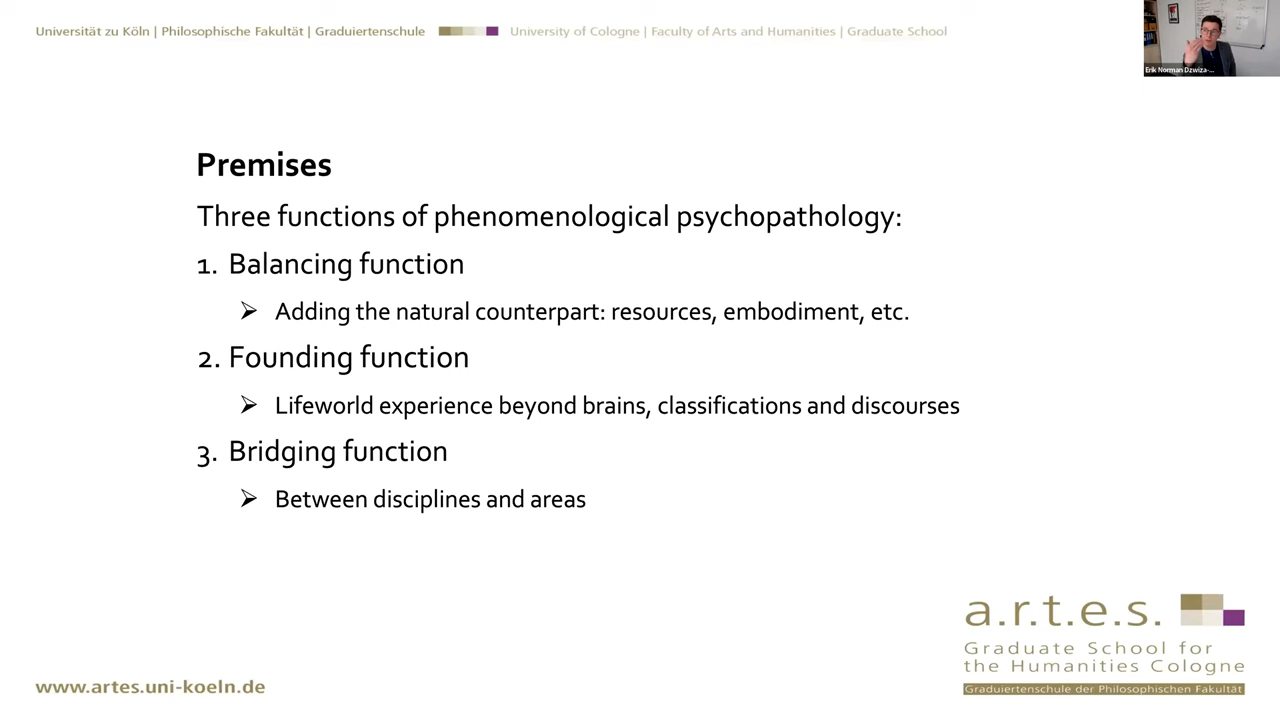 Universität zu Köln | Philosophische Fakultät | Graduiertenschule University of Cologne | Faculty of Arts and Humanities | Graduate School
Erik Norman Dzwiza-...
Premises
Three functions of phenomenological psychopathology:
1. Balancing function
➢ Adding the natural counterpart: resources, embodiment, etc.
2. Founding function
➢ Lifeworld experience beyond brains, classifications and discourses
3. Bridging function
➢ Between disciplines and areas
a.r.t.e.s.
Graduate School for
the Humanities Cologne
Graduiertenschule der Philosophischen Fakultät
www.artes.uni-koeln.de